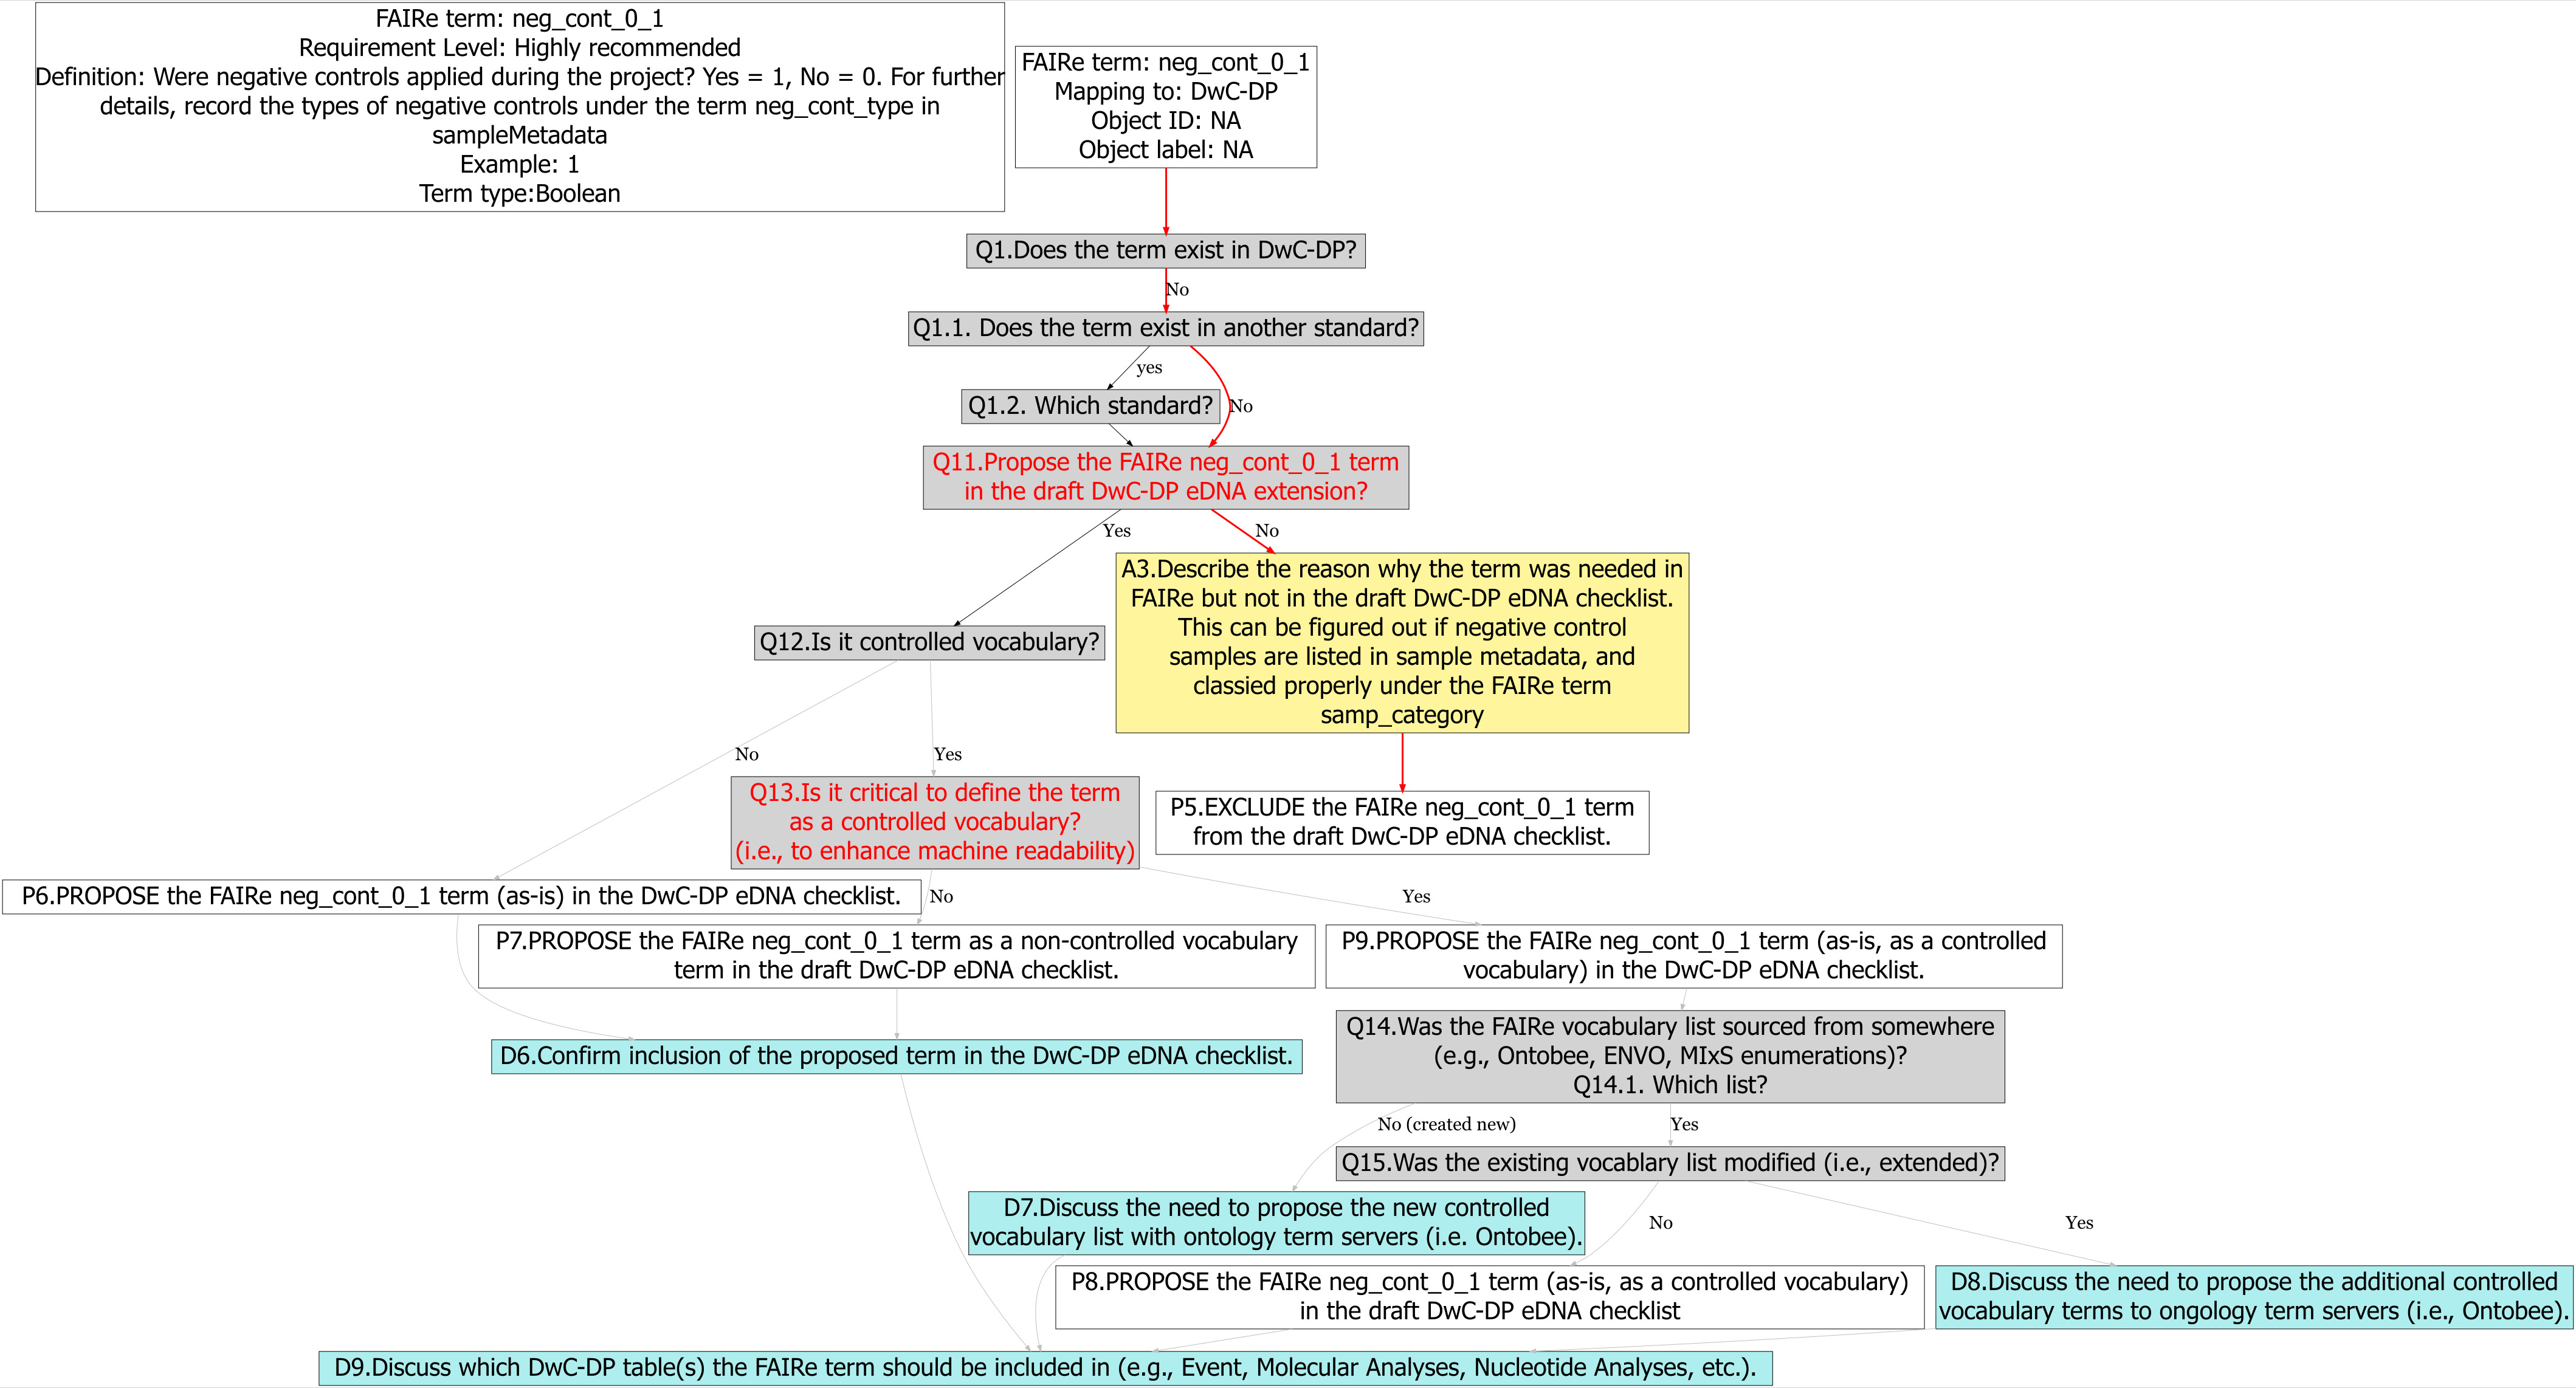 FAIRe term: neg_cont_0_1
Requirement Level: Highly recommended
Definition: Were negative controls applied during the project? Yes = 1, No = 0. For further
details, record the types of negative controls under the term neg_cont_type in
sampleMetadata
Example: 1
Term type:Boolean
FAIRe term: neg_cont_0_1
Mapping to: DwC-DP
Object ID: NA
Object label: NA
Q1.Does the term exist in DwC-DP?
No
Q1.1. Does the term exist in another standard?
yes
Q1.2. Which standard?
No
Q11.Propose the FAIRe neg_cont_0_1 term
in the draft DwC-DP eDNA extension?
Yes
No
A3.Describe the reason why the term was needed in
FAIRe but not in the draft DwC-DP eDNA checklist.
This can be figured out if negative control
samples are listed in sample metadata, and
classied properly under the FAIRe term
samp_category
Q12.Is it controlled vocabulary?
No
Yes
Q13.Is it critical to define the term
as a controlled vocabulary?
(i.e., to enhance machine readability)
P5.EXCLUDE the FAIRe neg_cont_0_1 term
from the draft DwC-DP eDNA checklist.
P6.PROPOSE the FAIRe neg_cont_0_1 term (as-is) in the DwC-DP eDNA checklist.
No
Yes
P7.PROPOSE the FAIRe neg_cont_0_1 term as a non-controlled vocabulary
term in the draft DwC-DP eDNA checklist.
P9.PROPOSE the FAIRe neg_cont_0_1 term (as-is, as a controlled
vocabulary) in the DwC-DP eDNA checklist.
D6.Confirm inclusion of the proposed term in the DwC-DP eDNA checklist.
Q14.Was the FAIRe vocabulary list sourced from somewhere
(e.g., Ontobee, ENVO, MIxS enumerations)?
Q14.1. Which list?
No (created new)
Yes
Q15.Was the existing vocablary list modified (i.e., extended)?
D7.Discuss the need to propose the new controlled
vocabulary list with ontology term servers (i.e. Ontobee).
No
Yes
P8.PROPOSE the FAIRe neg_cont_0_1 term (as-is, as a controlled vocabulary)
in the draft DwC-DP eDNA checklist
D8.Discuss the need to propose the additional controlled
vocabulary terms to ongology term servers (i.e., Ontobee).
D9.Discuss which DwC-DP table(s) the FAIRe term should be included in (e.g., Event, Molecular Analyses, Nucleotide Analyses, etc.).